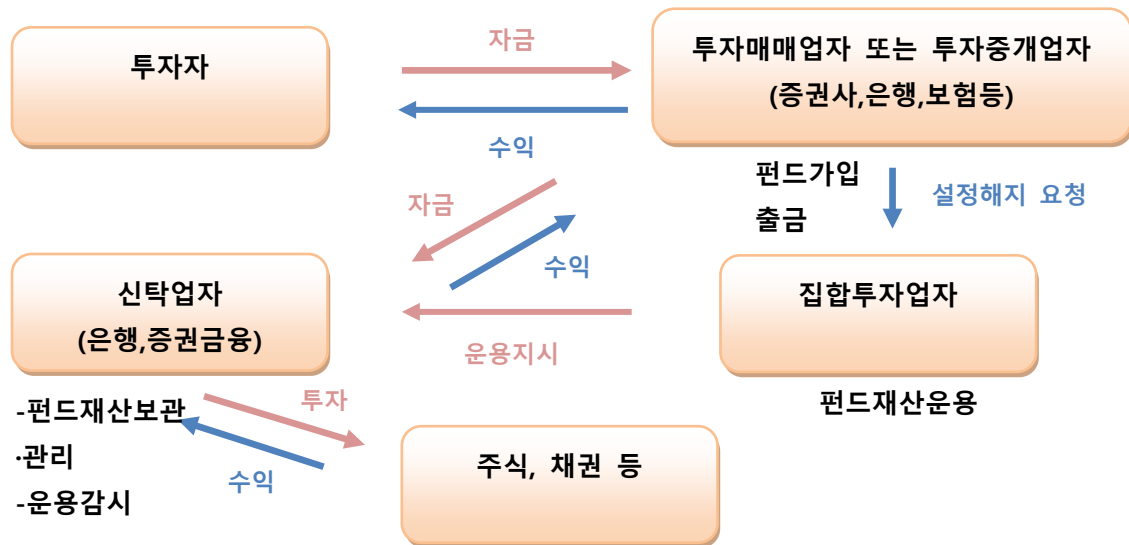 투자자
자금
수익
투자매매업자 또는 투자중개업자
(증권사,은행,보험등)
펀드가입
출금
설정해지 요청
자금
수익
신탁업자
(은행,증권금융)
운용지시
집합투자업자
펀드재산운용
-펀드재산보관
·관리
-운용감시
투자
수익
주식, 채권 등